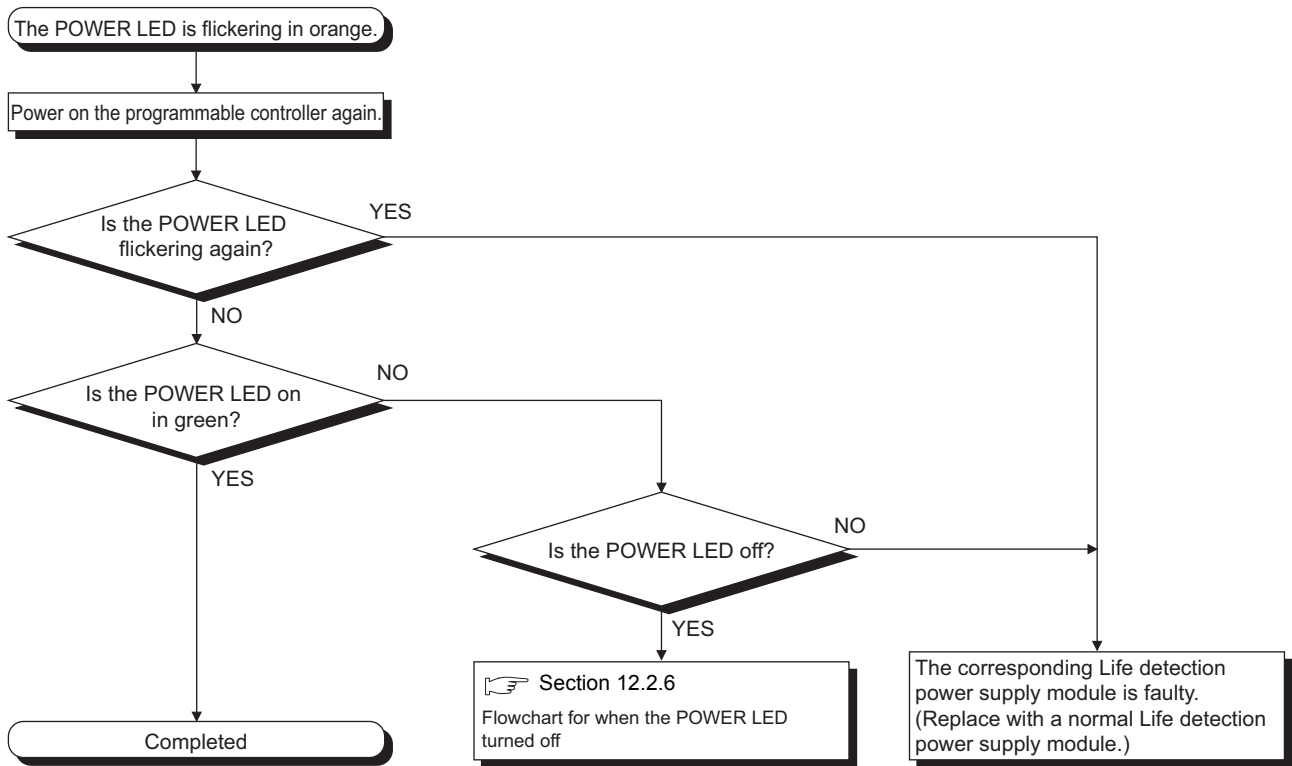 The POWER LED is flickering in orange.
Power on the programmable controller again.
Is the POWER LED
flickering again?
YES
NO
Is the POWER LED on
in green?
NO
YES
Is the POWER LED off?
NO
YES
Section 12.2.6
Flowchart for when the POWER LED
turned off
The corresponding Life detection
power supply module is faulty.
(Replace with a normal Life detection
power supply module.)
Completed